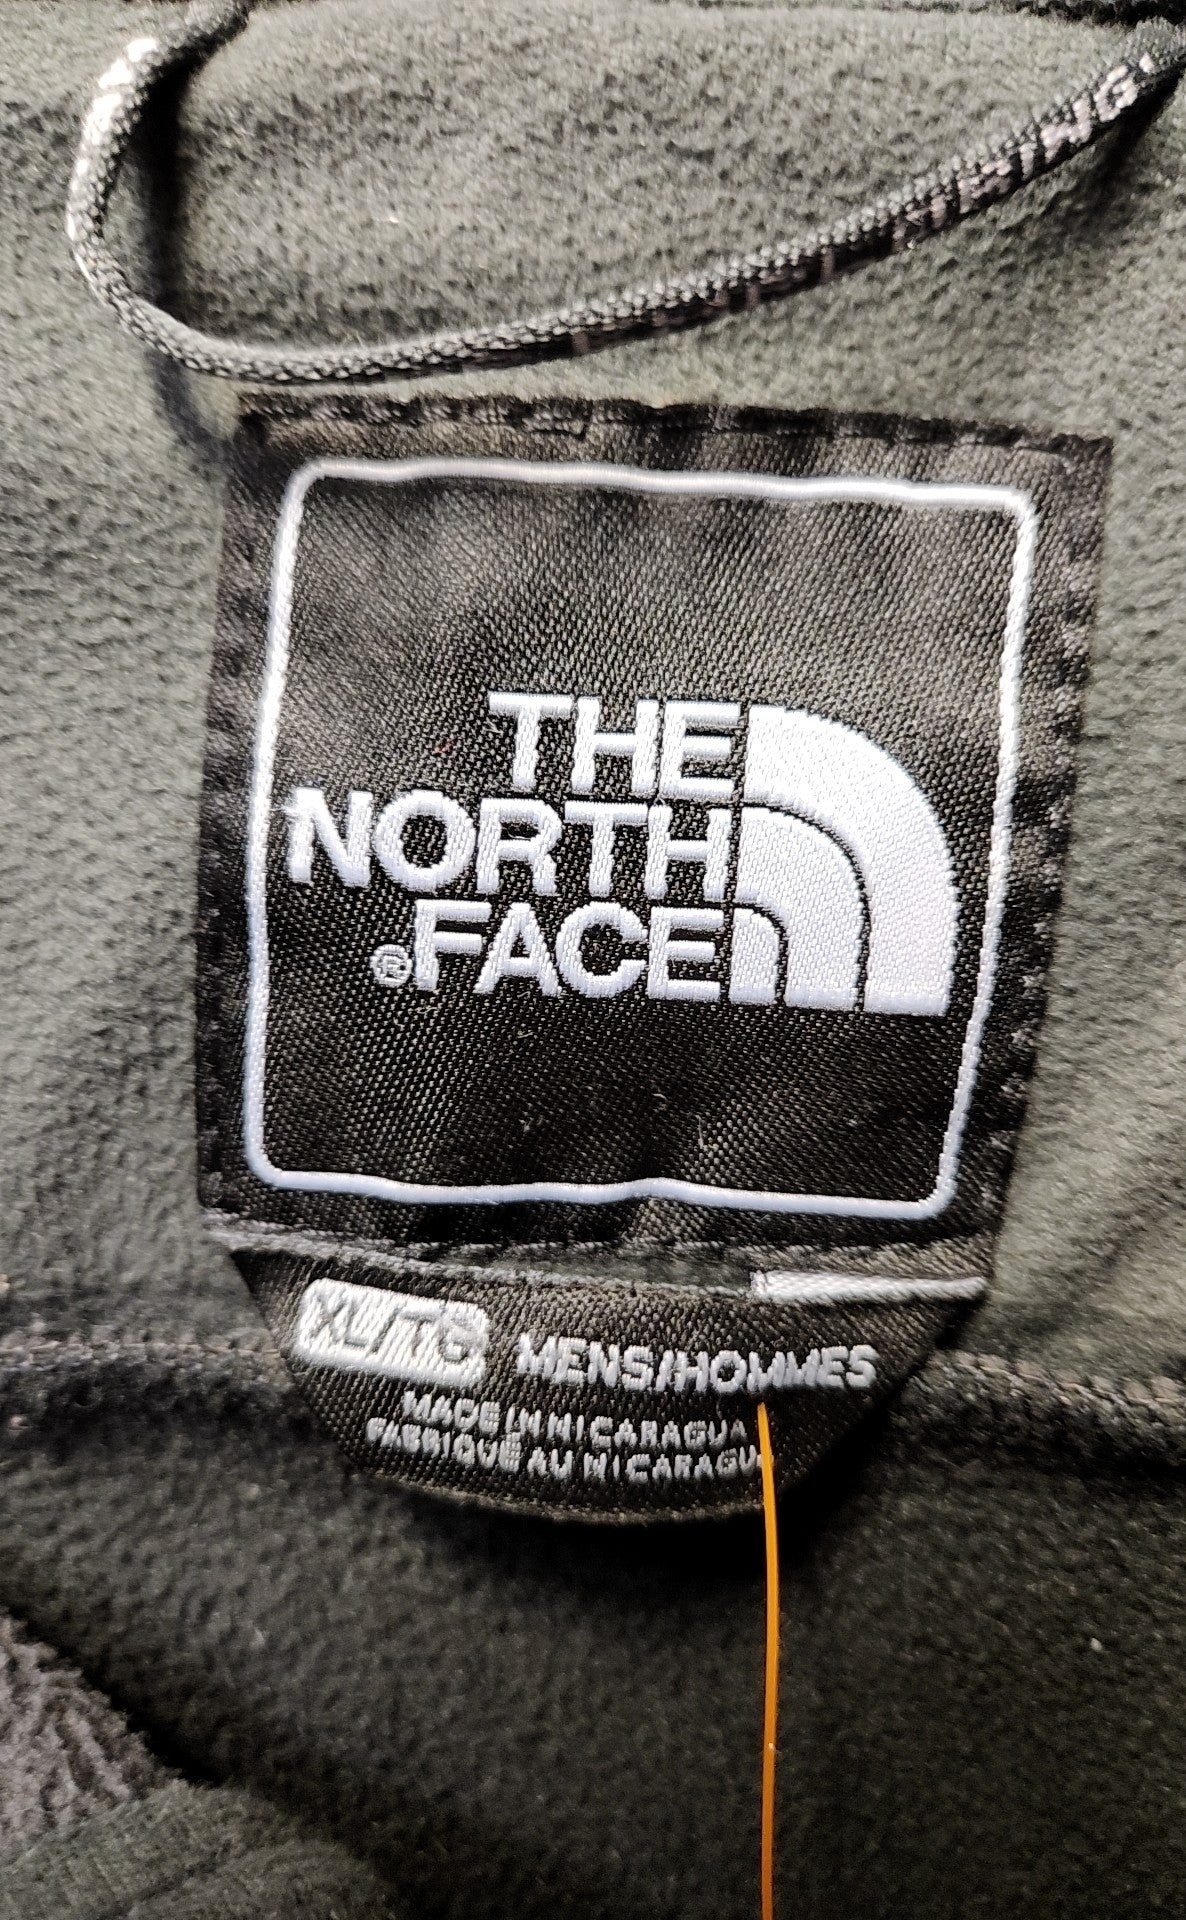 THE
NORTH
FACE
®
XL/TG MENS/HOMMES
MADE IN NICARAGUA
FABRIQUÉ AU NICARAGUA